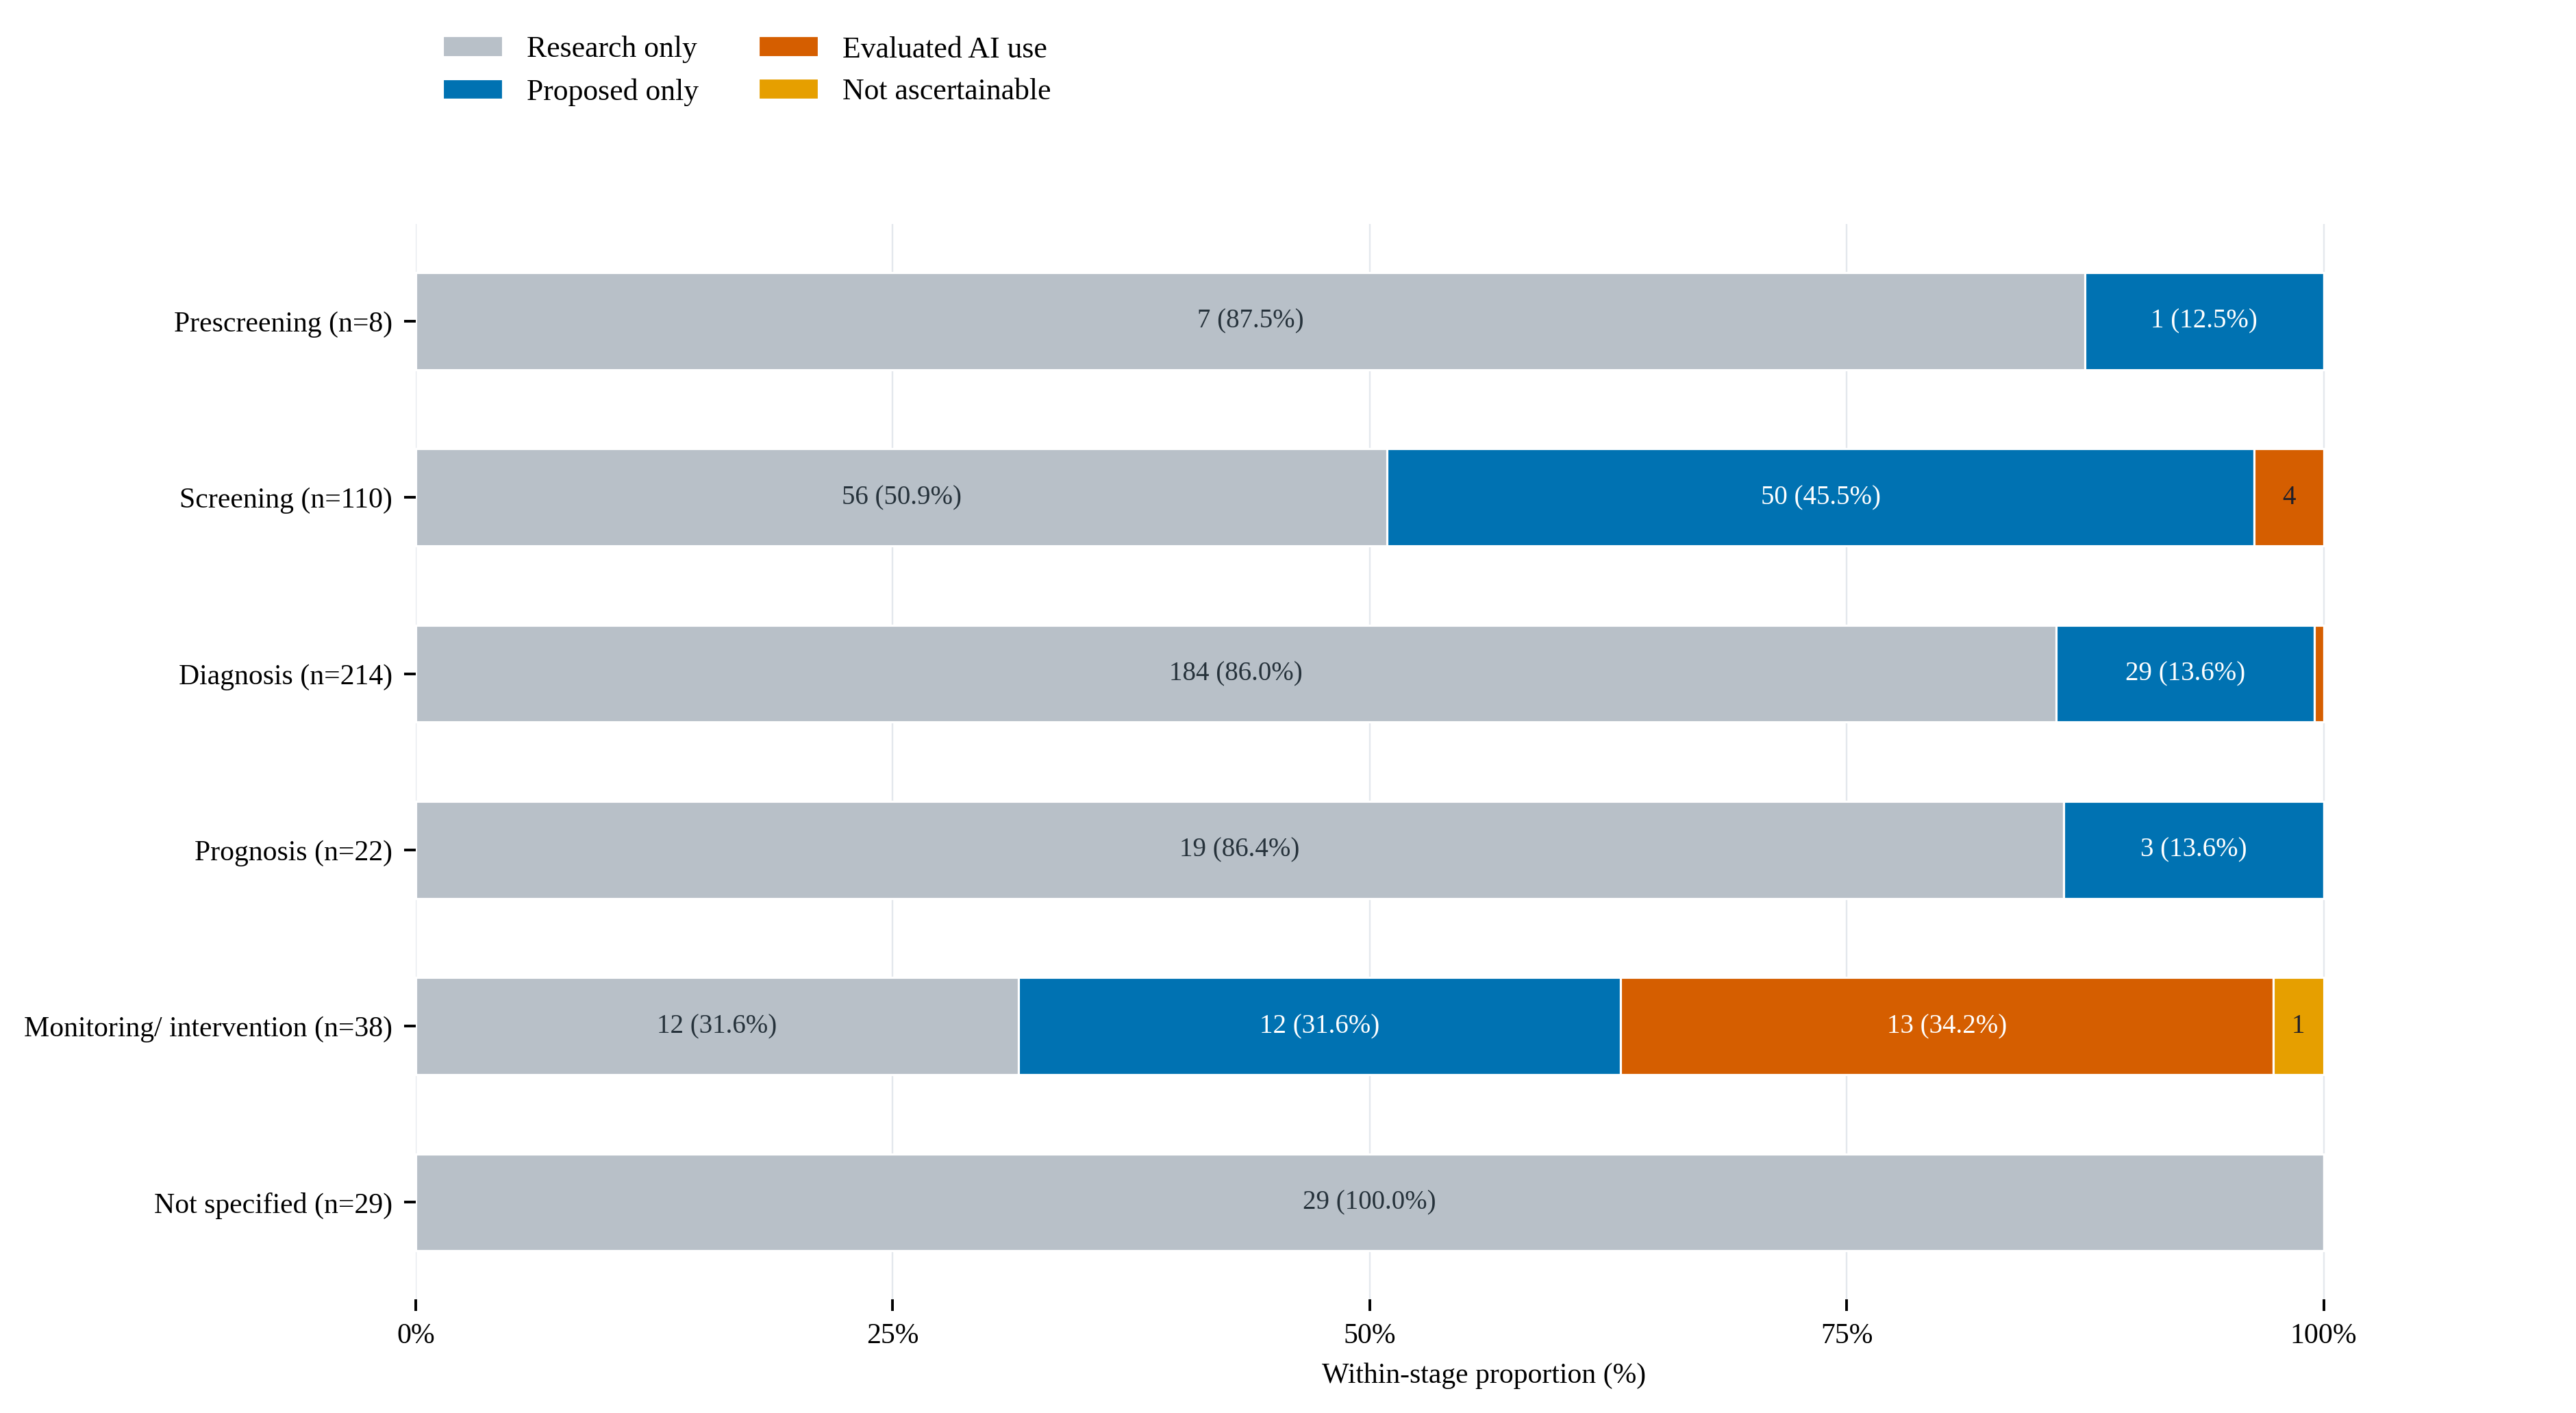 Research only
Proposed only
Evaluated AI use
Not ascertainable
Prescreening (n=8)
7 (87.5%)
1 (12.5%)
Screening (n=110)
56 (50.9%)
50 (45.5%)
4
Diagnosis (n=214)
184 (86.0%)
29 (13.6%)
Prognosis (n=22)
19 (86.4%)
3 (13.6%)
Monitoring/ intervention (n=38)
12 (31.6%)
12 (31.6%)
13 (34.2%)
1
Not specified (n=29)
29 (100.0%)
0%
25%
50%
75%
100%
Within-stage proportion (%)